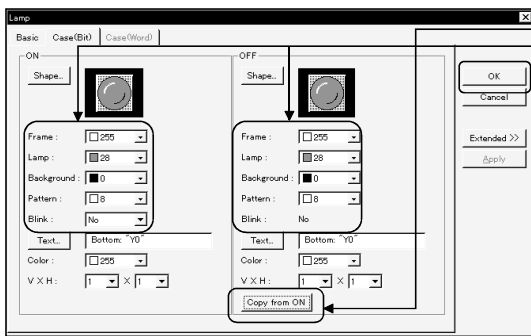 Lamp
Basic Case(Bit) Case(Word)
ON
Shape...
Frame : 255
Lamp : 28
Background : 0
Pattern : 8
Blink : No
Text... Bottom: "Y0"
Color : 255
V X H : 1 X 1
OFF
Shape...
Frame : 255
Lamp : 28
Background : 0
Pattern : 8
Blink : No
Text... Bottom: "Y0"
Color : 255
V X H : 1 X 1
Copy from ON
OK
Cancel
Extended >>
Apply